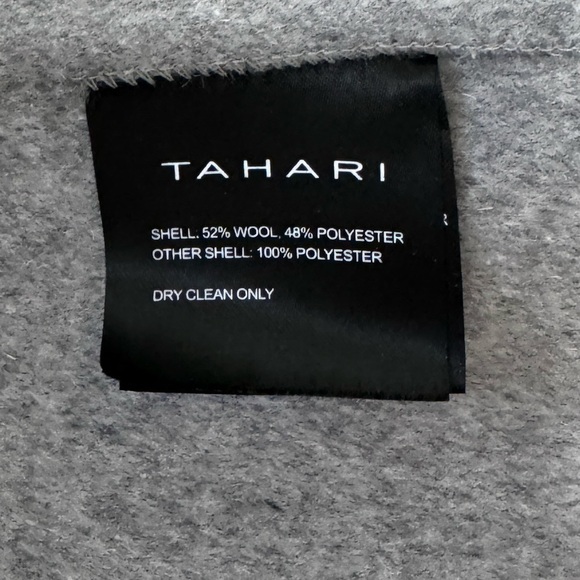 TAHARI
SHELL: 52% WOOL, 48% POLYESTER
OTHER SHELL: 100% POLYESTER
DRY CLEAN ONLY